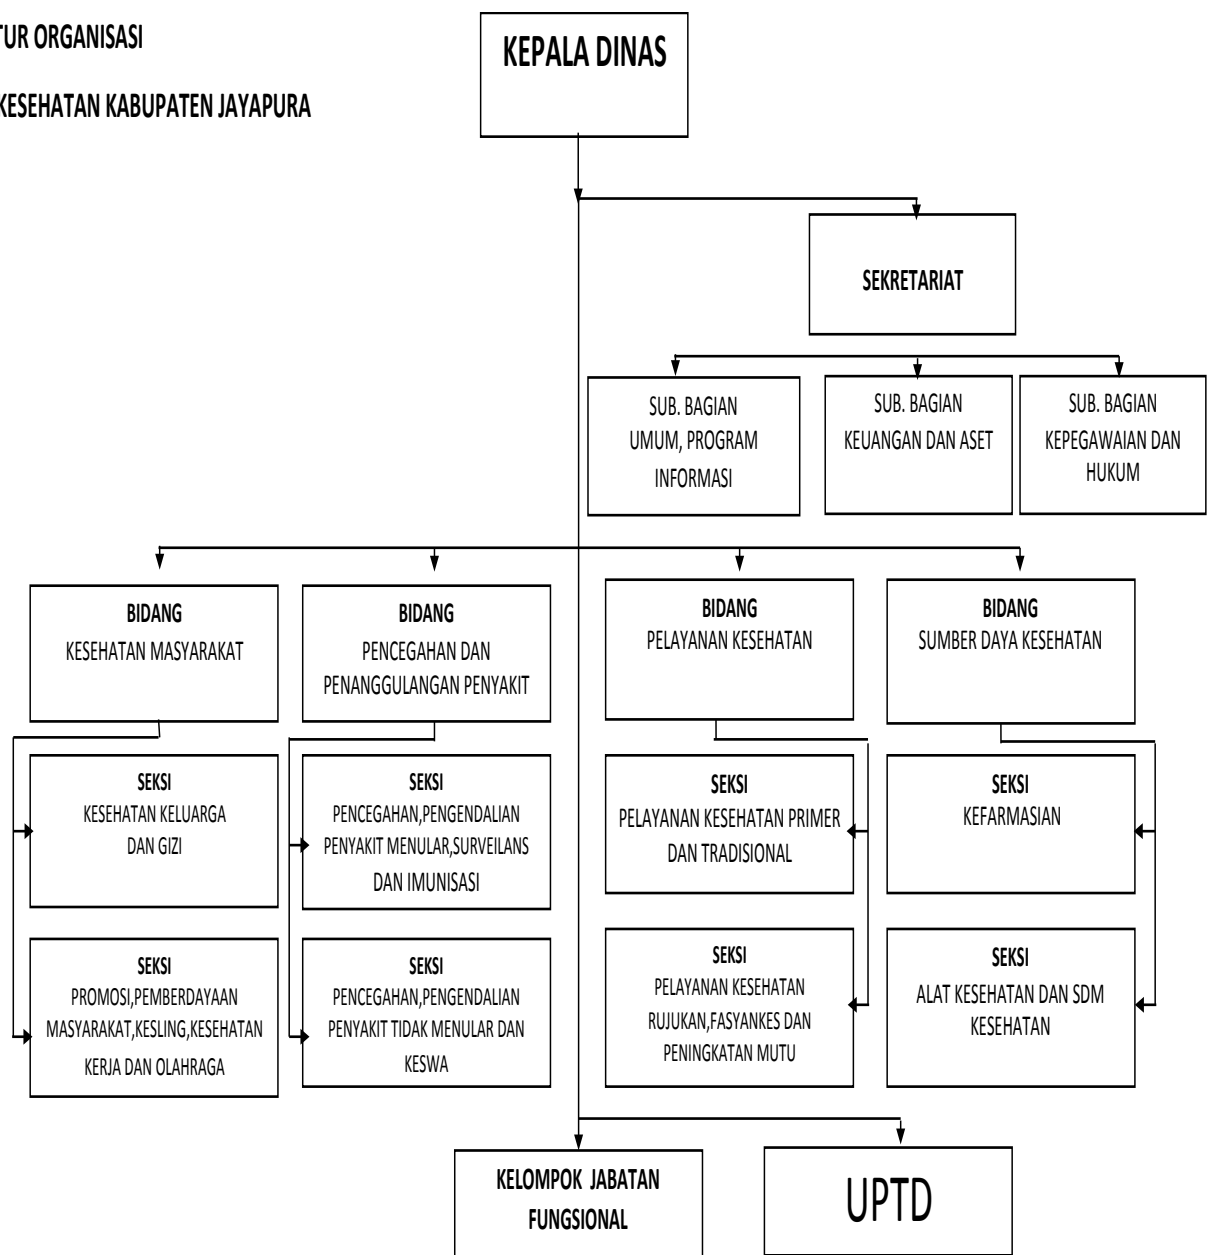 TUR ORGANISASI
KESEHATAN KABUPATEN JAYAPURA
KEPALA DINAS
SEKRETARIAT
SUB. BAGIAN
UMUM, PROGRAM
INFORMASI
SUB. BAGIAN
KEUANGAN DAN ASET
SUB. BAGIAN
KEPEGAWAIAN DAN
HUKUM
BIDANG
KESEHATAN MASYARAKAT
BIDANG
PENCEGAHAN DAN
PENANGGULANGAN PENYAKIT
BIDANG
PELAYANAN KESEHATAN
BIDANG
SUMBER DAYA KESEHATAN
SEKSI
KESEHATAN KELUARGA
DAN GIZI
SEKSI
PENCEGAHAN,PENGENDALIAN
PENYAKIT MENULAR,SURVEILANS
DAN IMUNISASI
SEKSI
PELAYANAN KESEHATAN PRIMER
DAN TRADISIONAL
SEKSI
KEFARMASIAN
SEKSI
PROMOSI,PEMBERDAYAAN
MASYARAKAT,KESLING,KESEHATAN
KERJA DAN OLAHRAGA
SEKSI
PENCEGAHAN,PENGENDALIAN
PENYAKIT TIDAK MENULAR DAN
KESWA
SEKSI
PELAYANAN KESEHATAN
RUJUKAN,FASYANKES DAN
PENINGKATAN MUTU
SEKSI
ALAT KESEHATAN DAN SDM
KESEHATAN
KELOMPOK JABATAN
FUNGSIONAL
UPTD